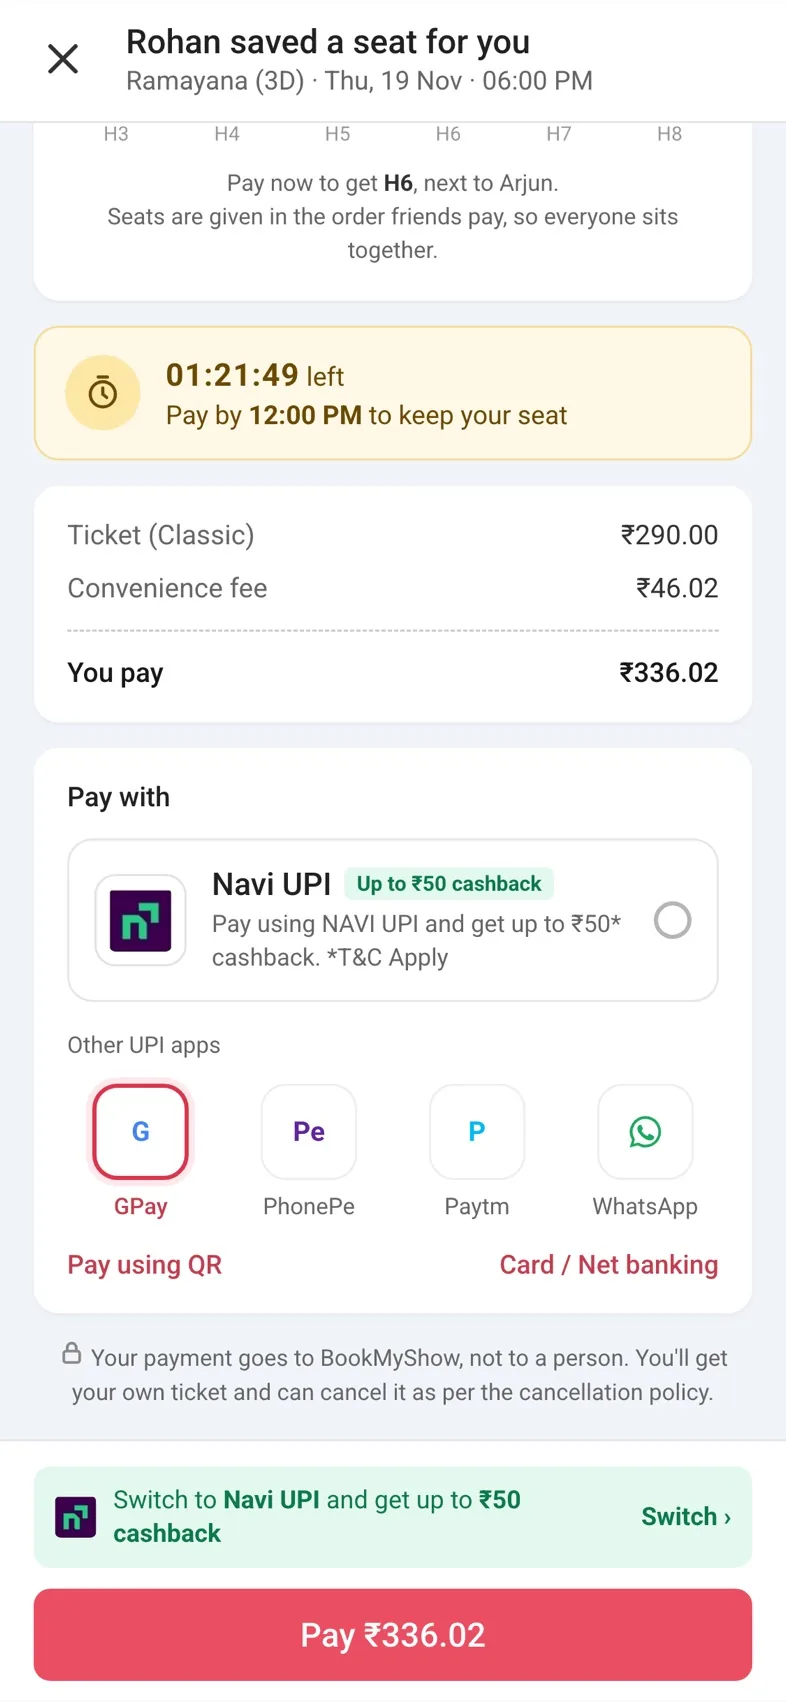 Rohan saved a seat for you
Ramayana (3D) · Thu, 19 Nov · 06:00 PM
H3 H4 H5 H6 H7 H8
Pay now to get H6, next to Arjun.
Seats are given in the order friends pay, so everyone sits
together.
01:21:49 left
Pay by 12:00 PM to keep your seat
Ticket (Classic) ₹290.00
Convenience fee ₹46.02
You pay ₹336.02
Pay with
Navi UPI Up to ₹50 cashback
Pay using NAVI UPI and get up to ₹50*
cashback. *T&C Apply
Other UPI apps
G Pe P
GPay PhonePe Paytm WhatsApp
Pay using QR Card / Net banking
Your payment goes to BookMyShow, not to a person. You'll get
your own ticket and can cancel it as per the cancellation policy.
Switch to Navi UPI and get up to ₹50
cashback
Switch ›
Pay ₹336.02